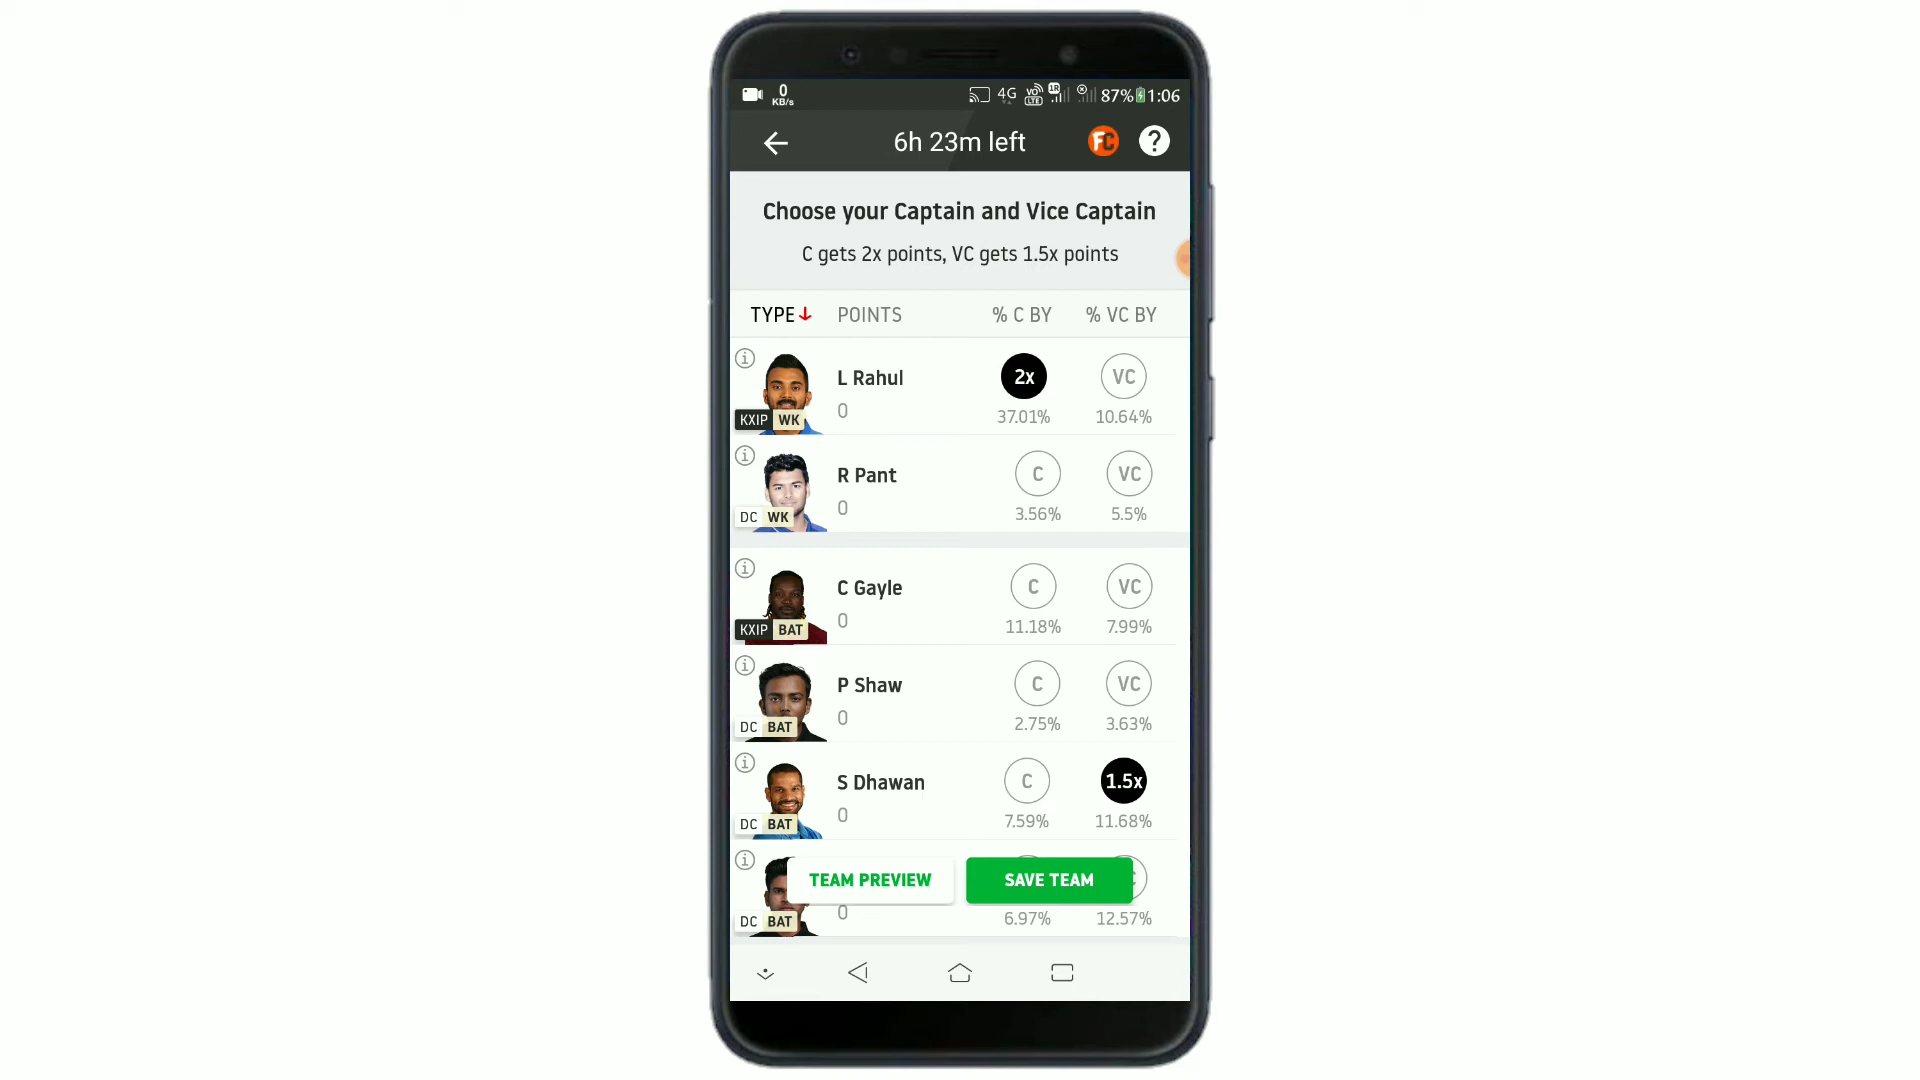 0
KB/s
4G
VO
LTE
1R
87%
1:06
6h 23m left
FC
?
Choose your Captain and Vice Captain
C gets 2x points, VC gets 1.5x points
TYPE
POINTS
% C BY
% VC BY
L Rahul
0
KXIP WK
2x
37.01%
VC
10.64%
R Pant
0
DC WK
C
3.56%
VC
5.5%
C Gayle
0
KXIP BAT
C
11.18%
VC
7.99%
P Shaw
0
DC BAT
C
2.75%
VC
3.63%
S Dhawan
0
DC BAT
C
7.59%
1.5x
11.68%
TEAM PREVIEW
SAVE TEAM
0
DC BAT
6.97%
12.57%